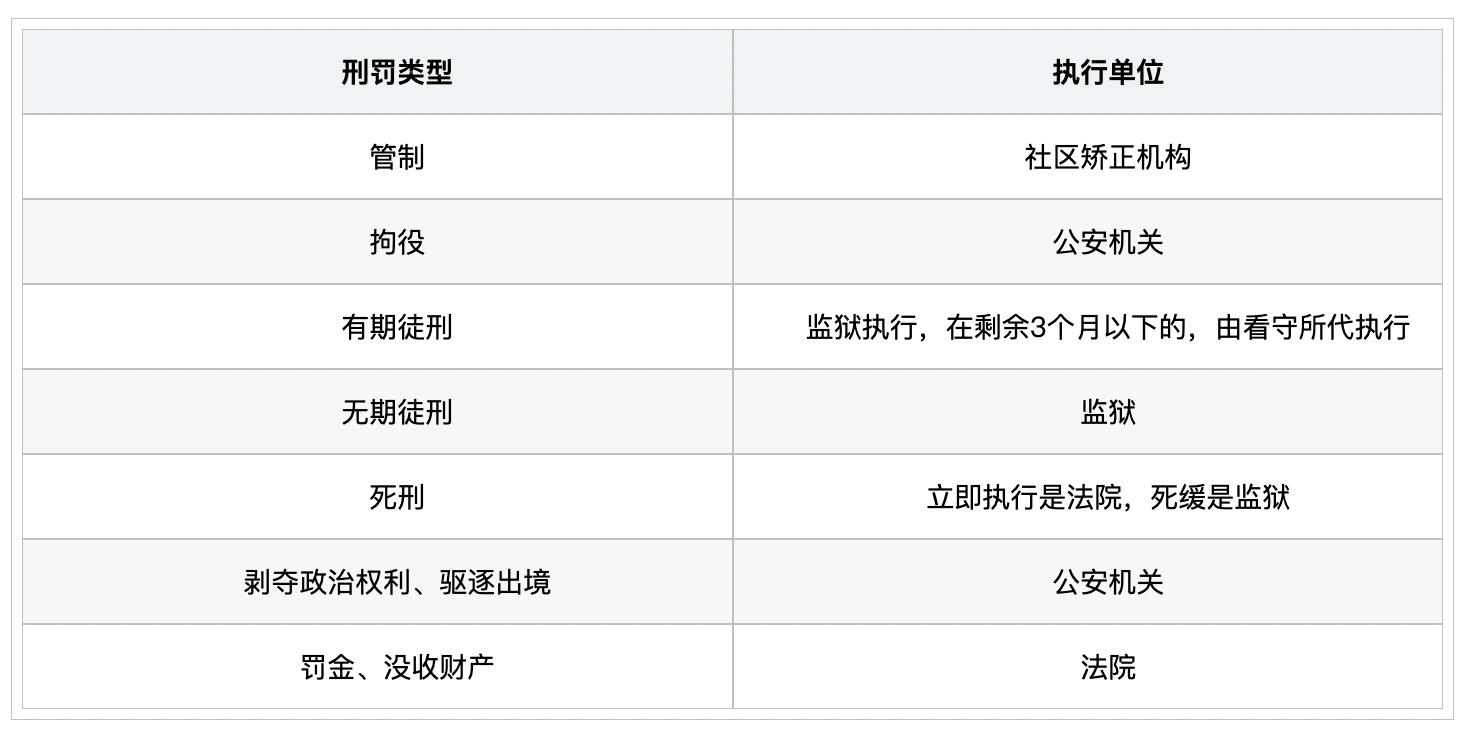 刑罚类型 执行单位
管制 社区矫正机构
拘役 公安机关
有期徒刑 监狱执行，在剩余3个月以下的，由看守所代执行
无期徒刑 监狱
死刑 立即执行是法院，死缓是监狱
剥夺政治权利、驱逐出境 公安机关
罚金、没收财产 法院